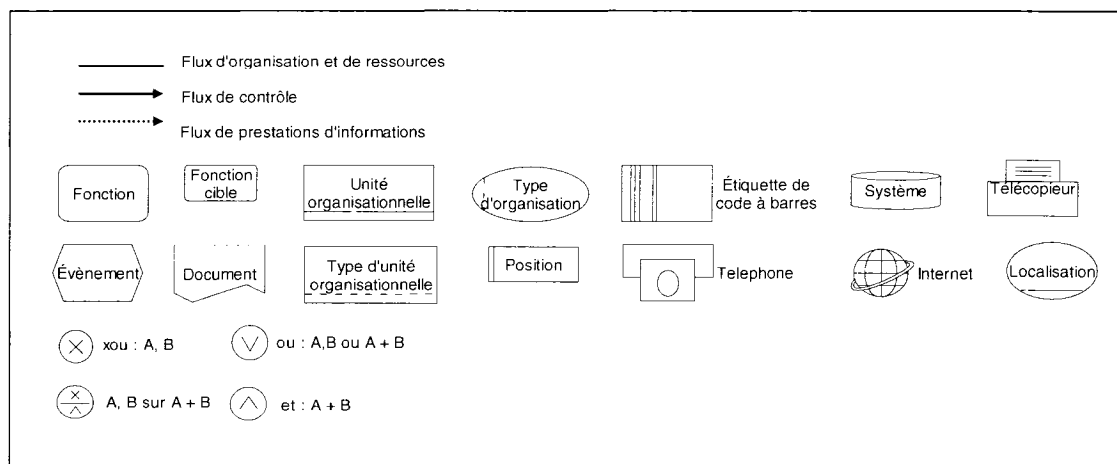 Flux d'organisation et de ressources
Flux de contrôle
Flux de prestations d'informations
Fonction
Fonction
cible
Unité
organisationnelle
Type
d'organisation
Étiquette de
code à barres
Système
Télécopieur
Évènement
Document
Type d'unité
organisationnelle
Position
Telephone
Internet
Localisation
xou : A, B
ou : A,B ou A + B
A, B sur A + B
et : A + B